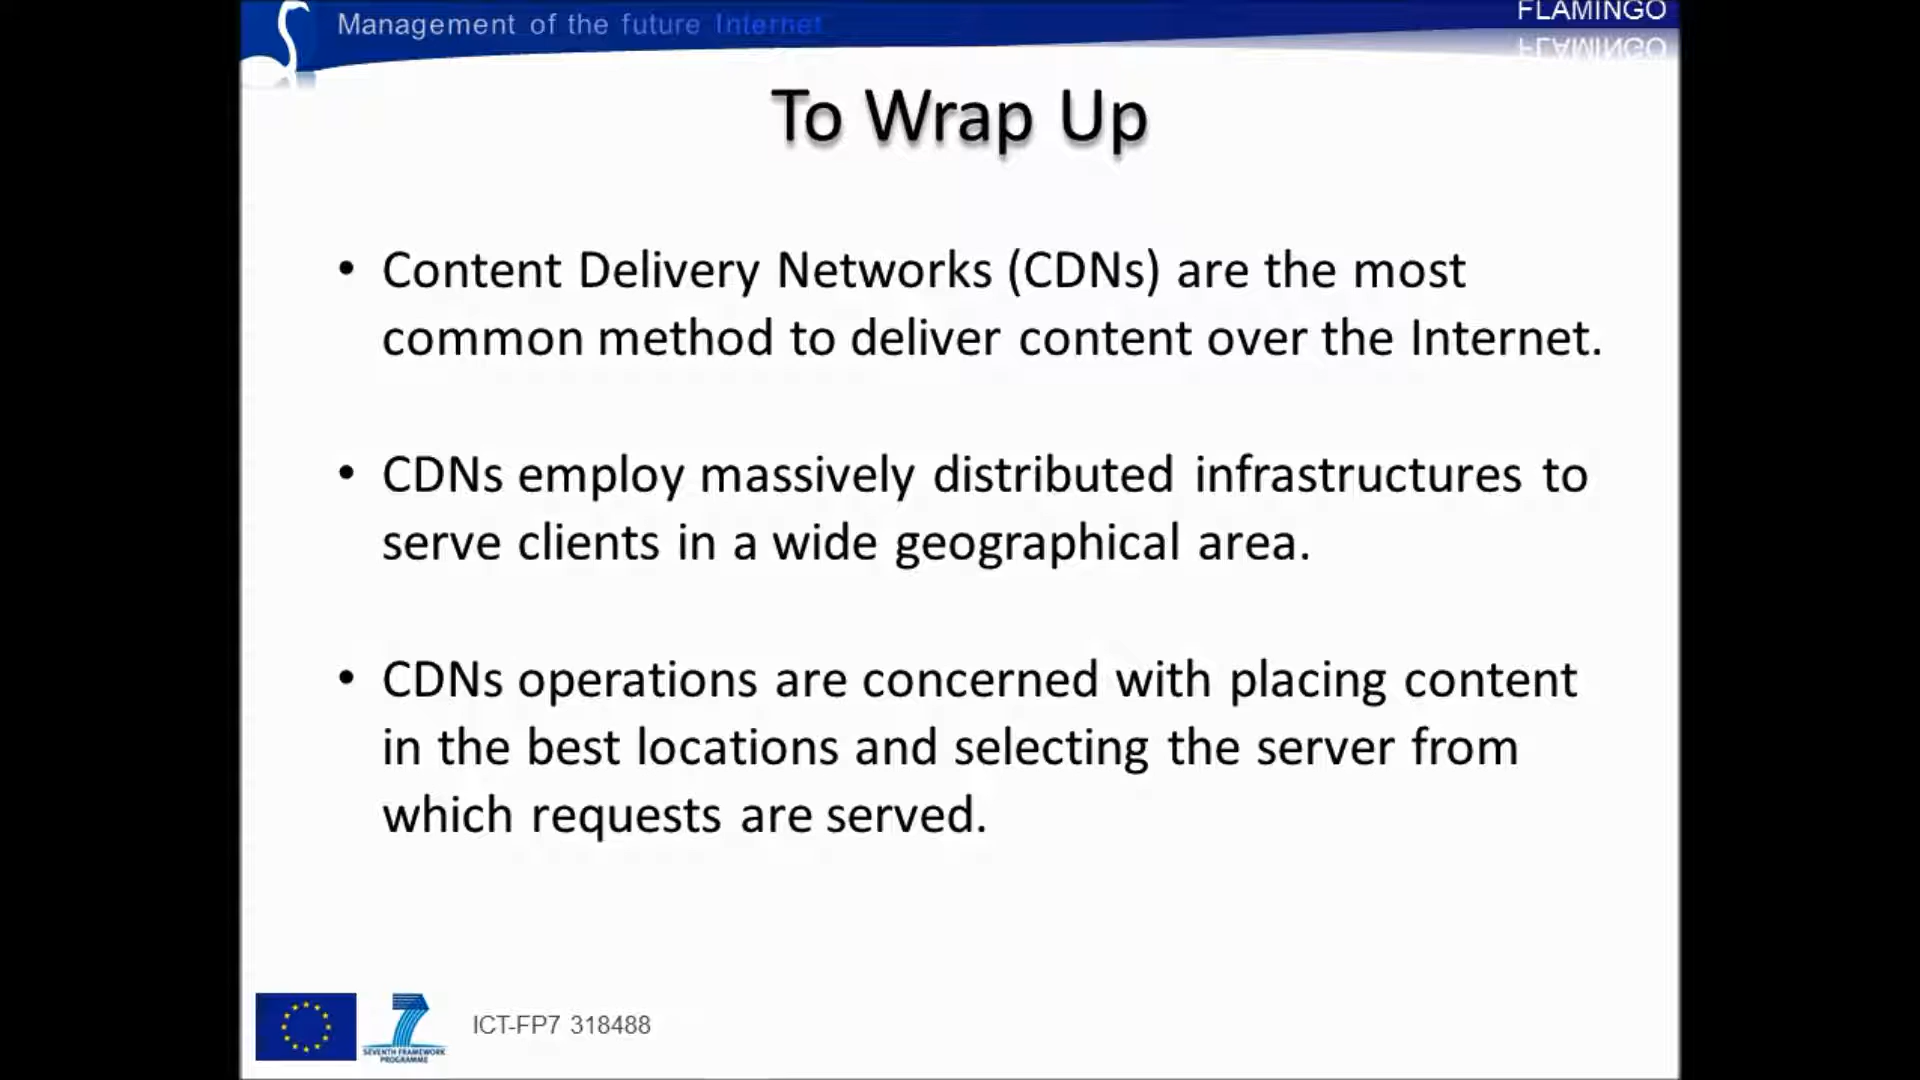 Management of the future Internet
FLAMINGO
To Wrap Up
• Content Delivery Networks (CDNs) are the most
common method to deliver content over the Internet.
• CDNs employ massively distributed infrastructures to
serve clients in a wide geographical area.
• CDNs operations are concerned with placing content
in the best locations and selecting the server from
which requests are served.
SEVENTH FRAMEWORK
PROGRAMME
ICT-FP7 318488